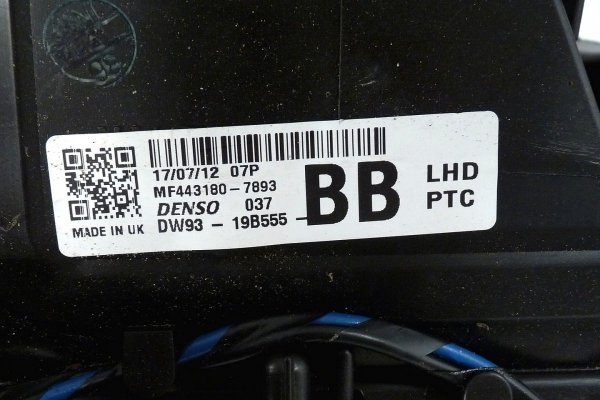 17/07/12 07P
MF443180-7893
DENSO 037
DW93 - 19B555 - BB
MADE IN UK
LHD
PTC